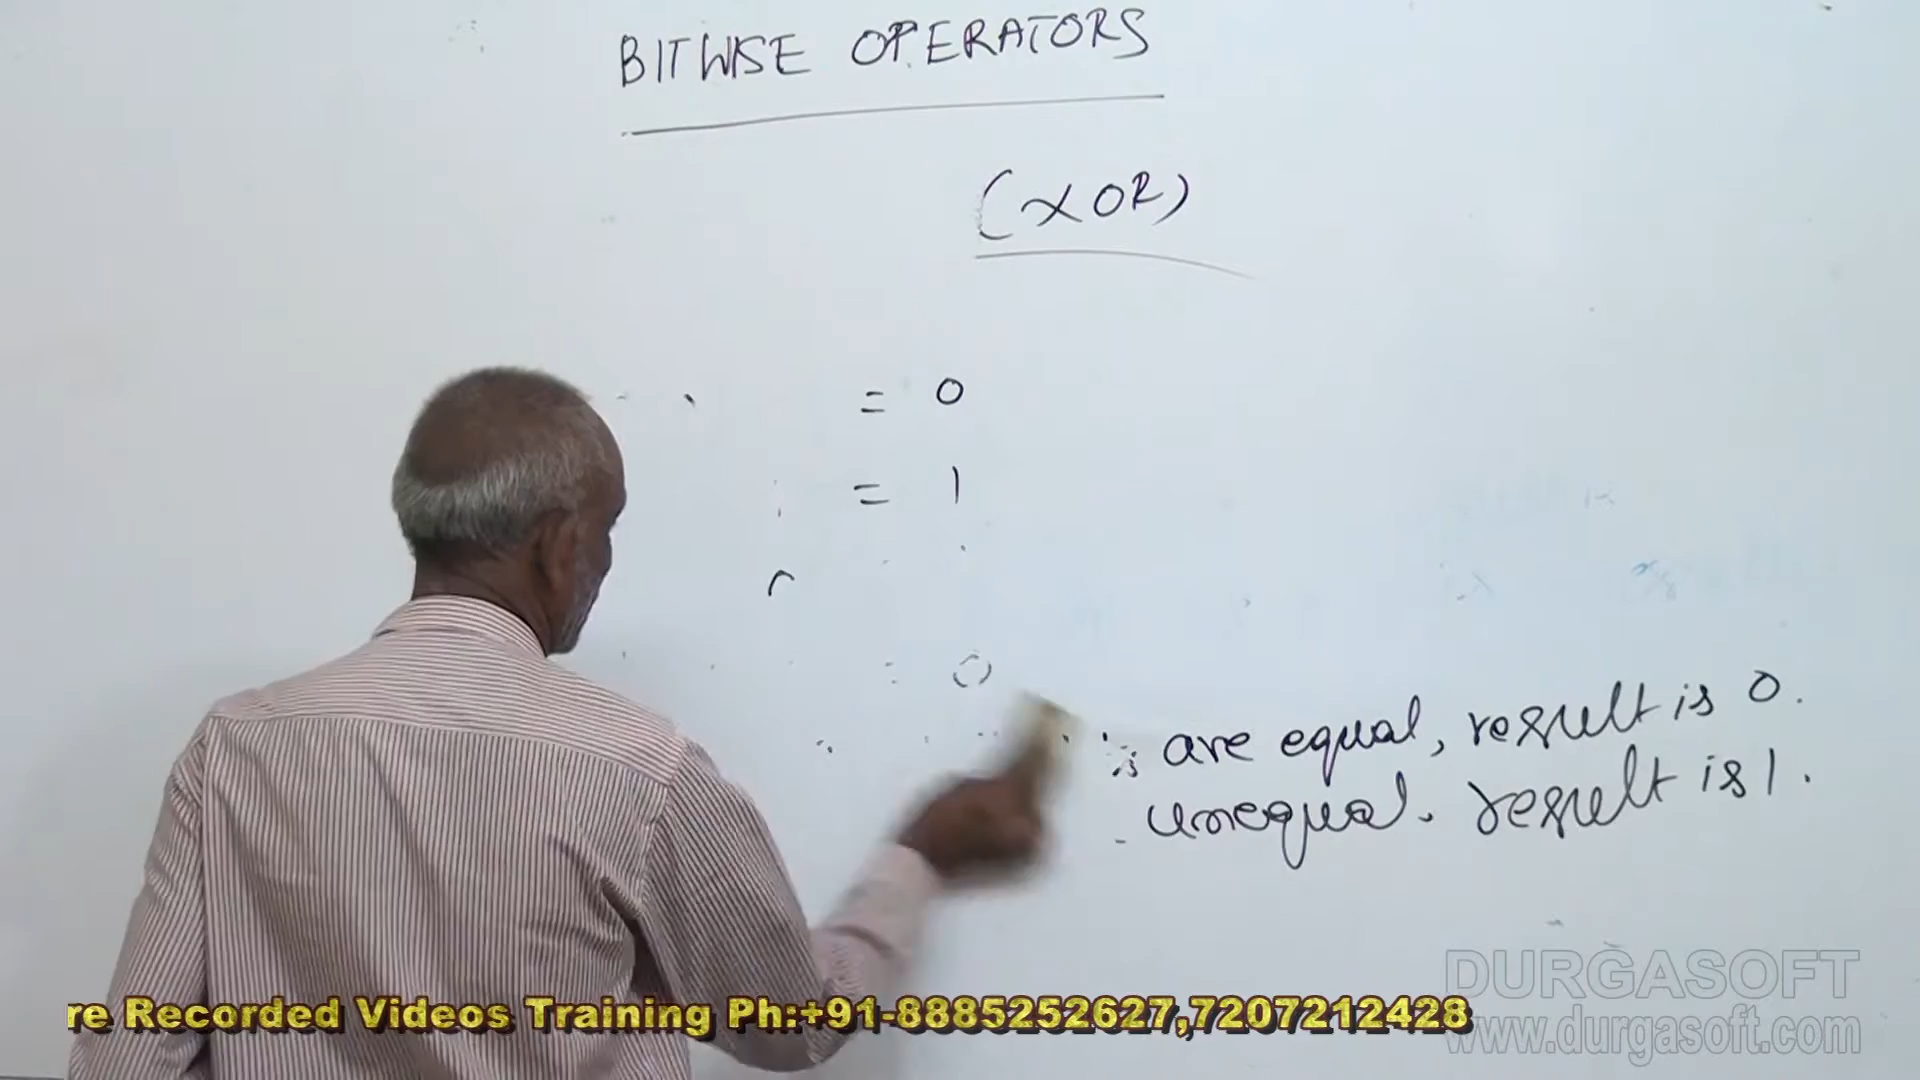 BITWISE OPERATORS
(XOR)
= 0
= 1
= 0
are equal, result is 0.
unequal. result is 1.
DURGASOFT
re Recorded Videos Training Ph:+91-8885252627,7207212428
www.durgasoft.com